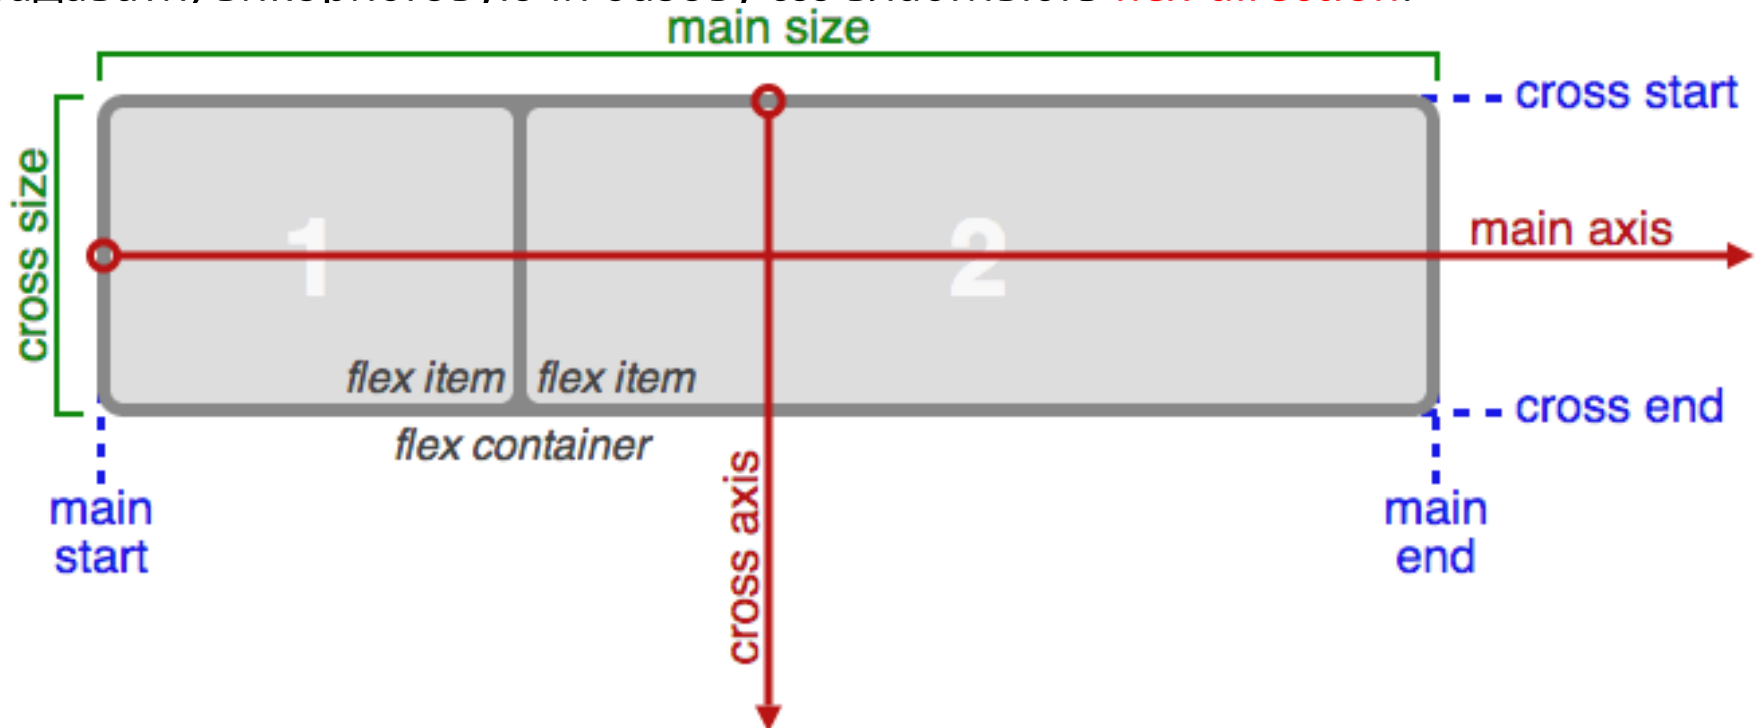 main size
cross start
cross size
main axis
1
2
flex item
flex item
cross end
flex container
cross axis
main
start
main
end